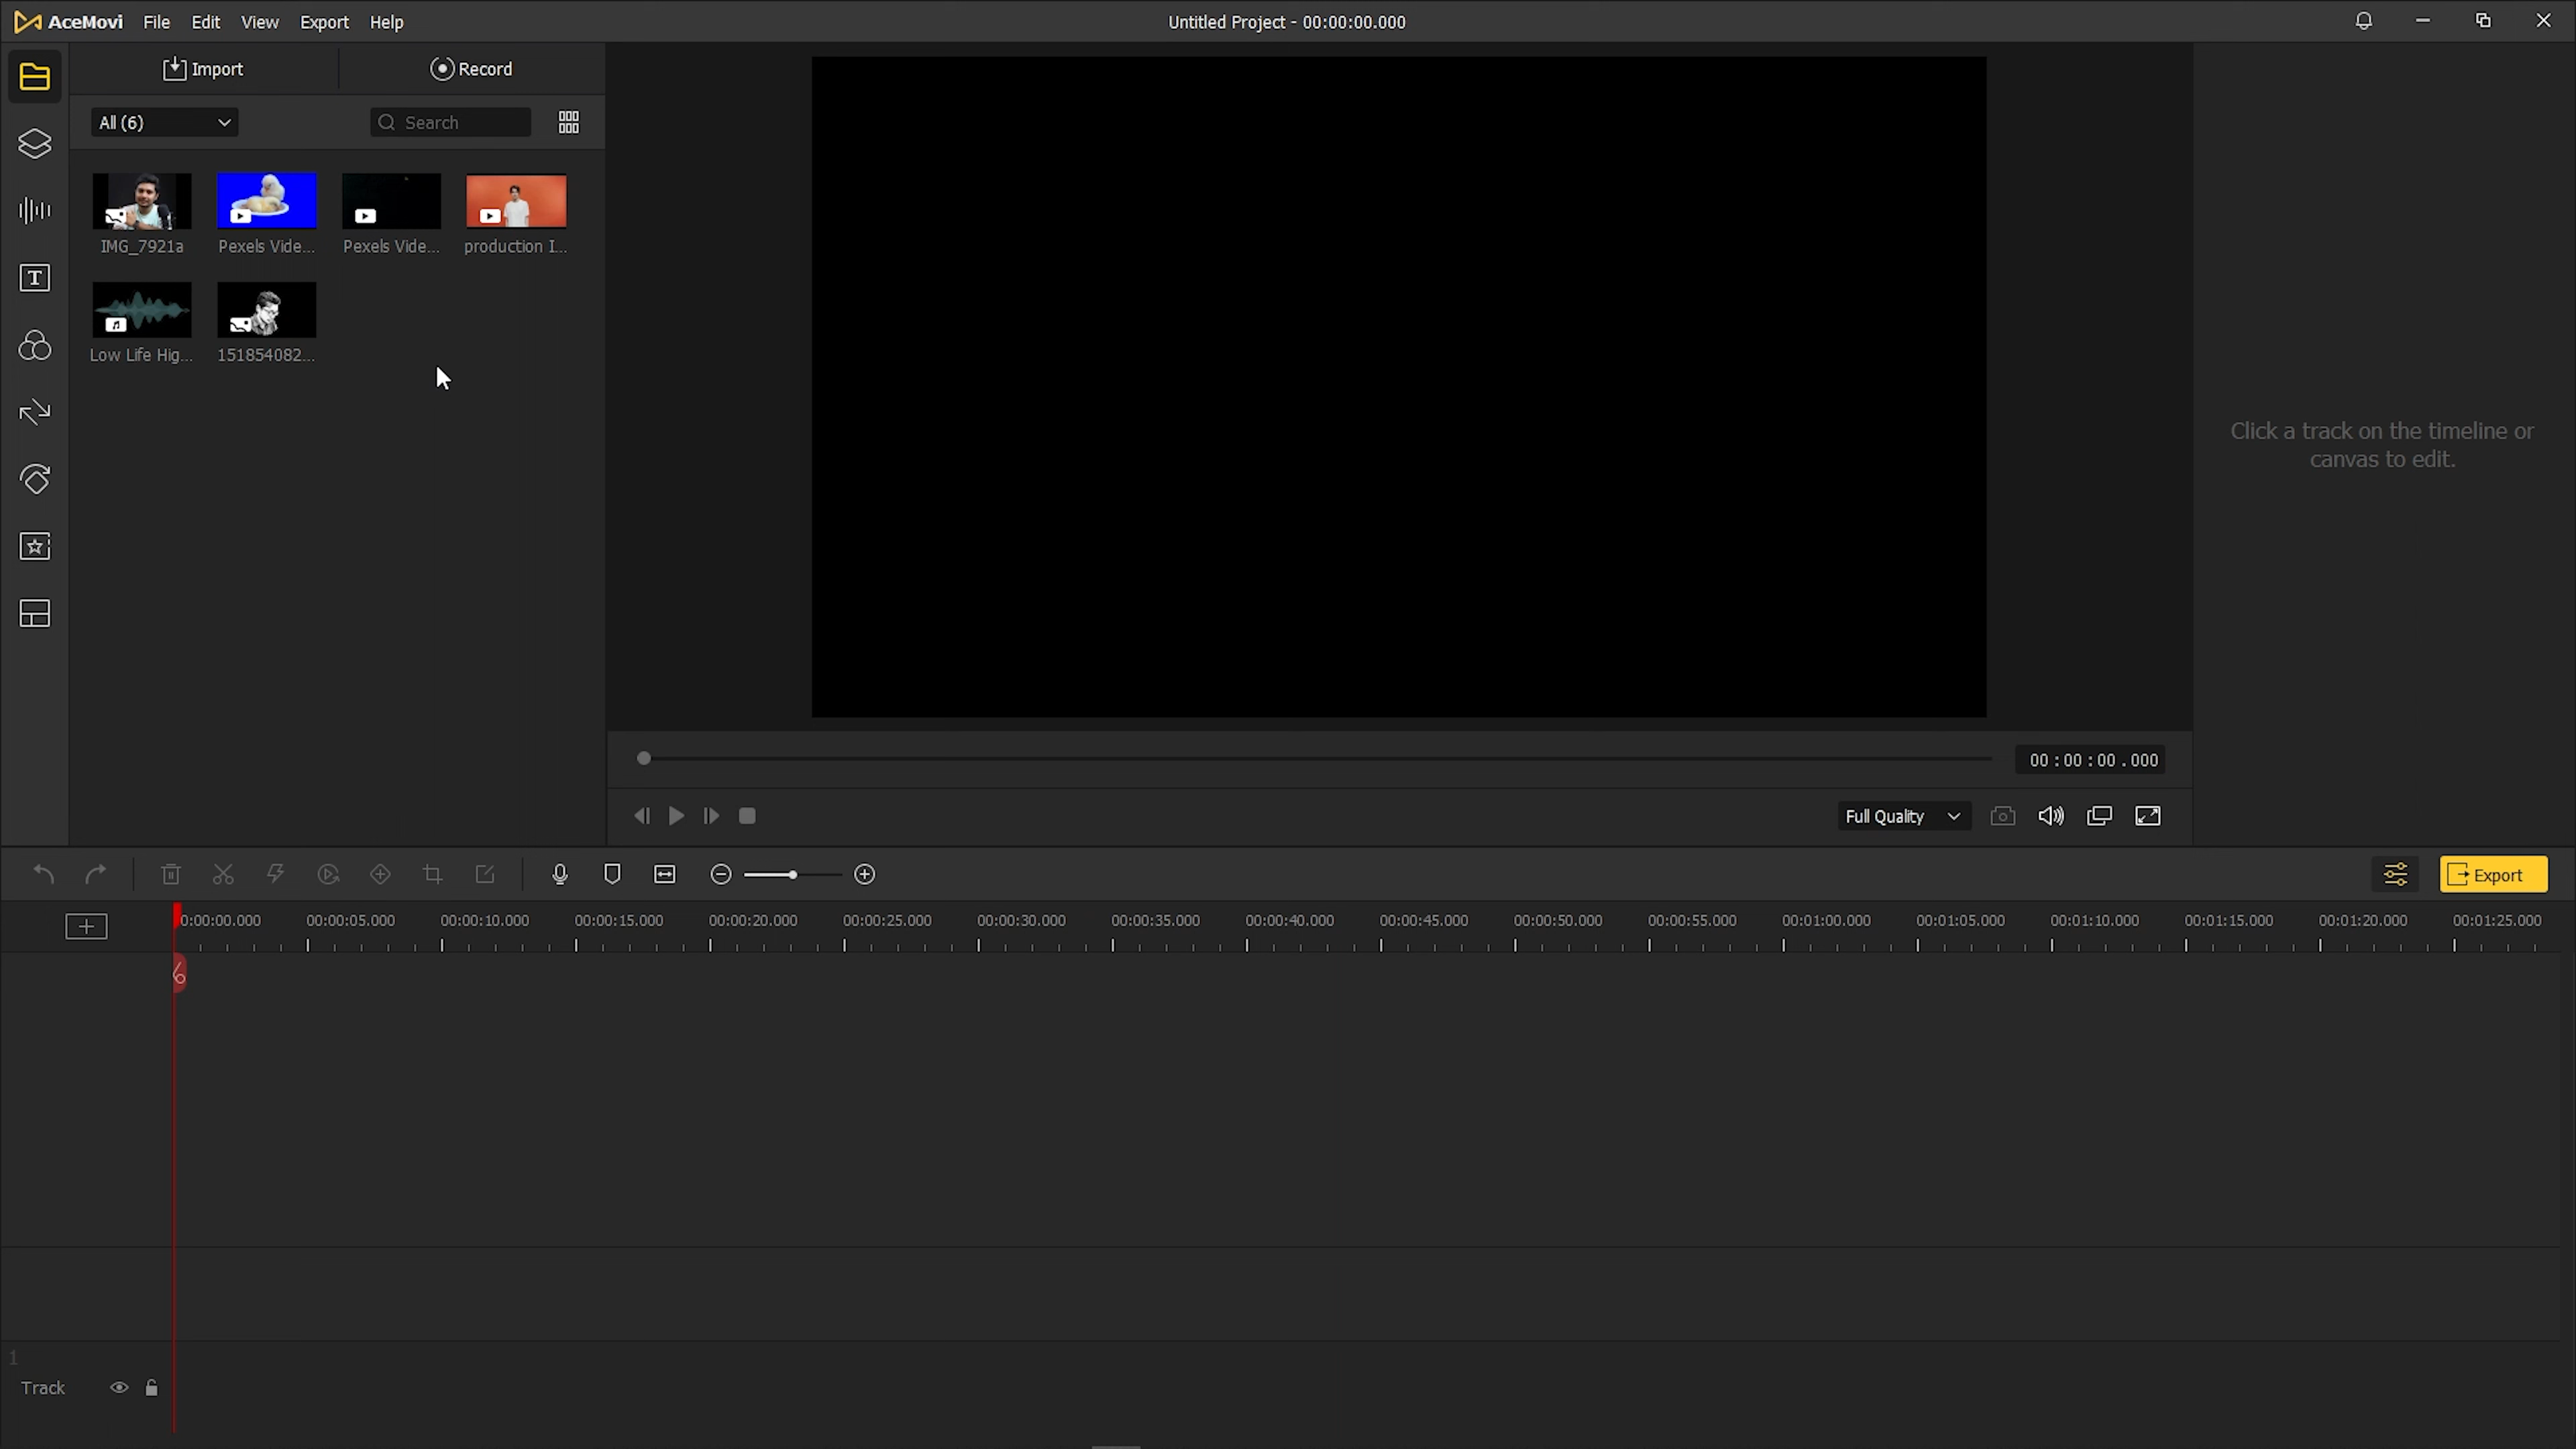 AceMovi File Edit View Export Help
Untitled Project - 00:00:00.000
Import
Record
All (6)
Search
IMG_7921a
Pexels Vide...
Pexels Vide...
production I...
Low Life Hig...
151854082...
Click a track on the timeline or
canvas to edit.
00:00:00.000
Full Quality
Export
0:00:00.000 00:00:05.000 00:00:10.000 00:00:15.000 00:00:20.000 00:00:25.000 00:00:30.000 00:00:35.000 00:00:40.000 00:00:45.000 00:00:50.000 00:00:55.000 00:01:00.000 00:01:05.000 00:01:10.000 00:01:15.000 00:01:20.000 00:01:25.000
1
Track